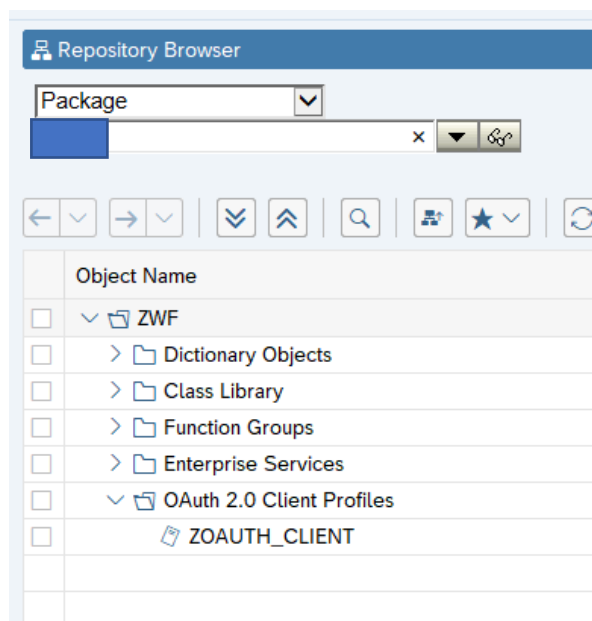 Repository Browser
Package
Object Name
ZWF
Dictionary Objects
Class Library
Function Groups
Enterprise Services
OAuth 2.0 Client Profiles
ZOAUTH_CLIENT